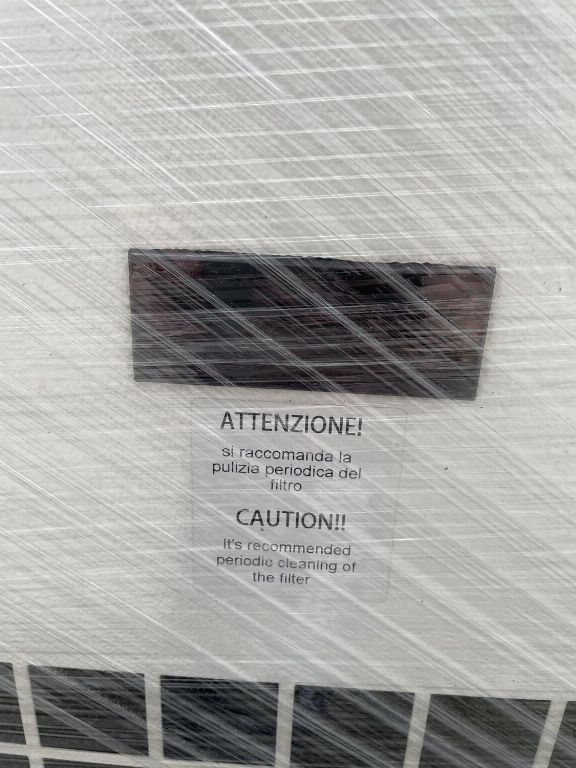 ATTENZIONE!
si raccomanda la
pulizia periodica del
filtro
CAUTION!!
It's recommended
periodic cleaning of
the filter